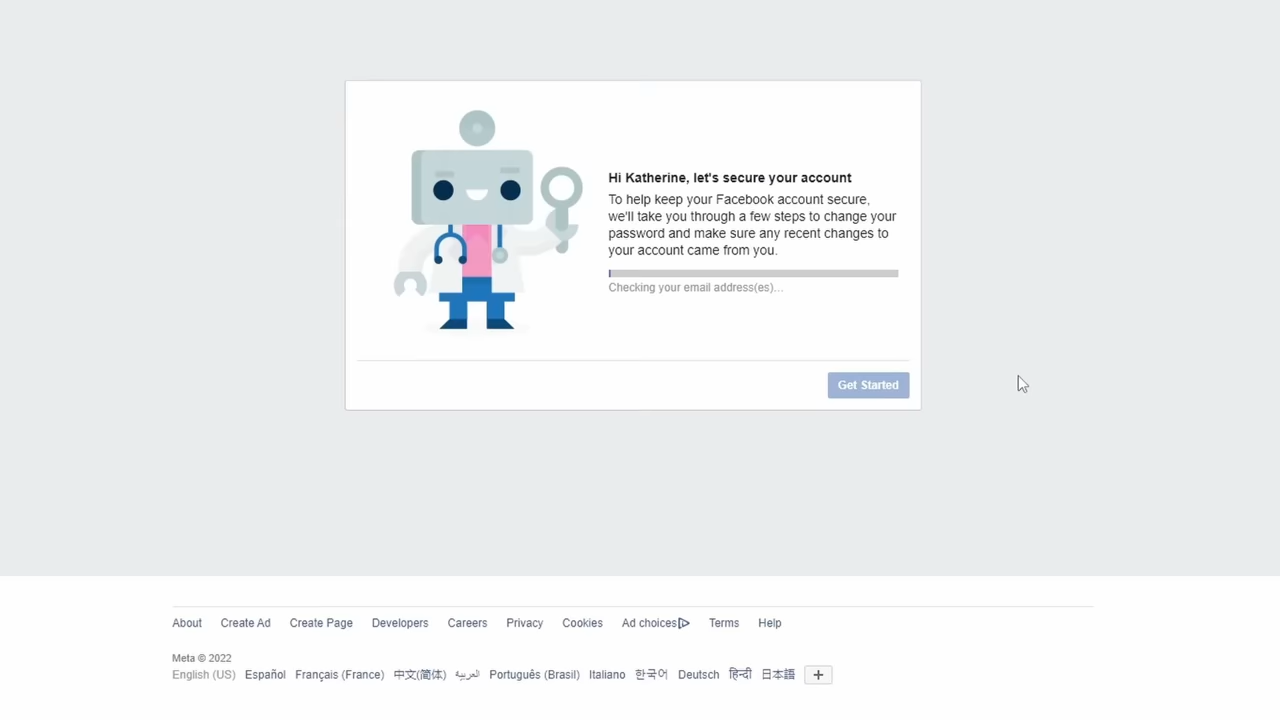 Hi Katherine, let's secure your account
To help keep your Facebook account secure,
we'll take you through a few steps to change your
password and make sure any recent changes to
your account came from you.
Checking your email address(es)...
Get Started
About Create Ad Create Page Developers Careers Privacy Cookies Ad choices Terms Help
Meta © 2022
English (US) Español Français (France) 中文(简体) العربية Português (Brasil) Italiano 한국어 Deutsch हिन्दी 日本語 +